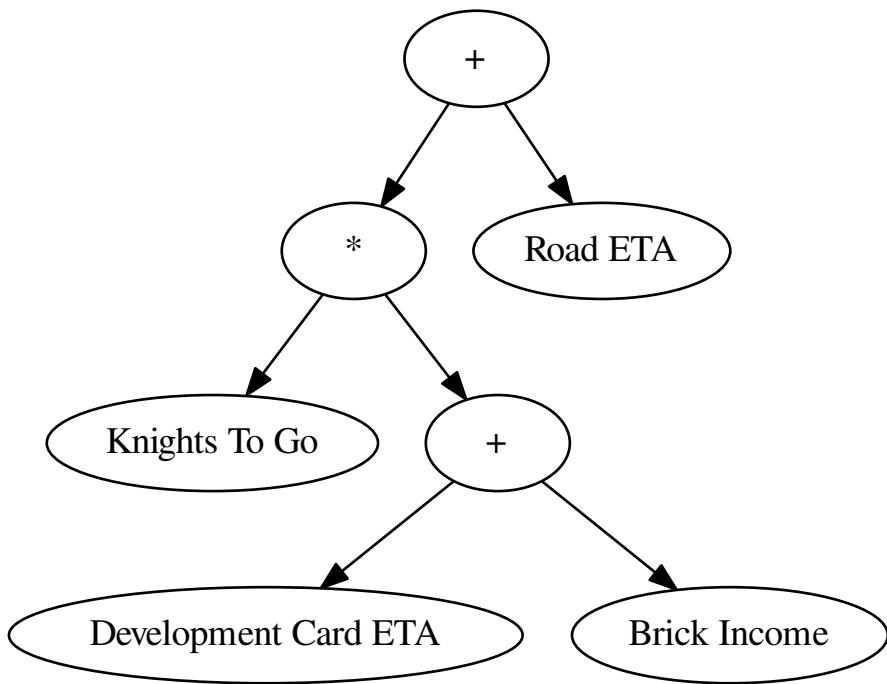 +
*
Road ETA
Knights To Go
+
Development Card ETA
Brick Income